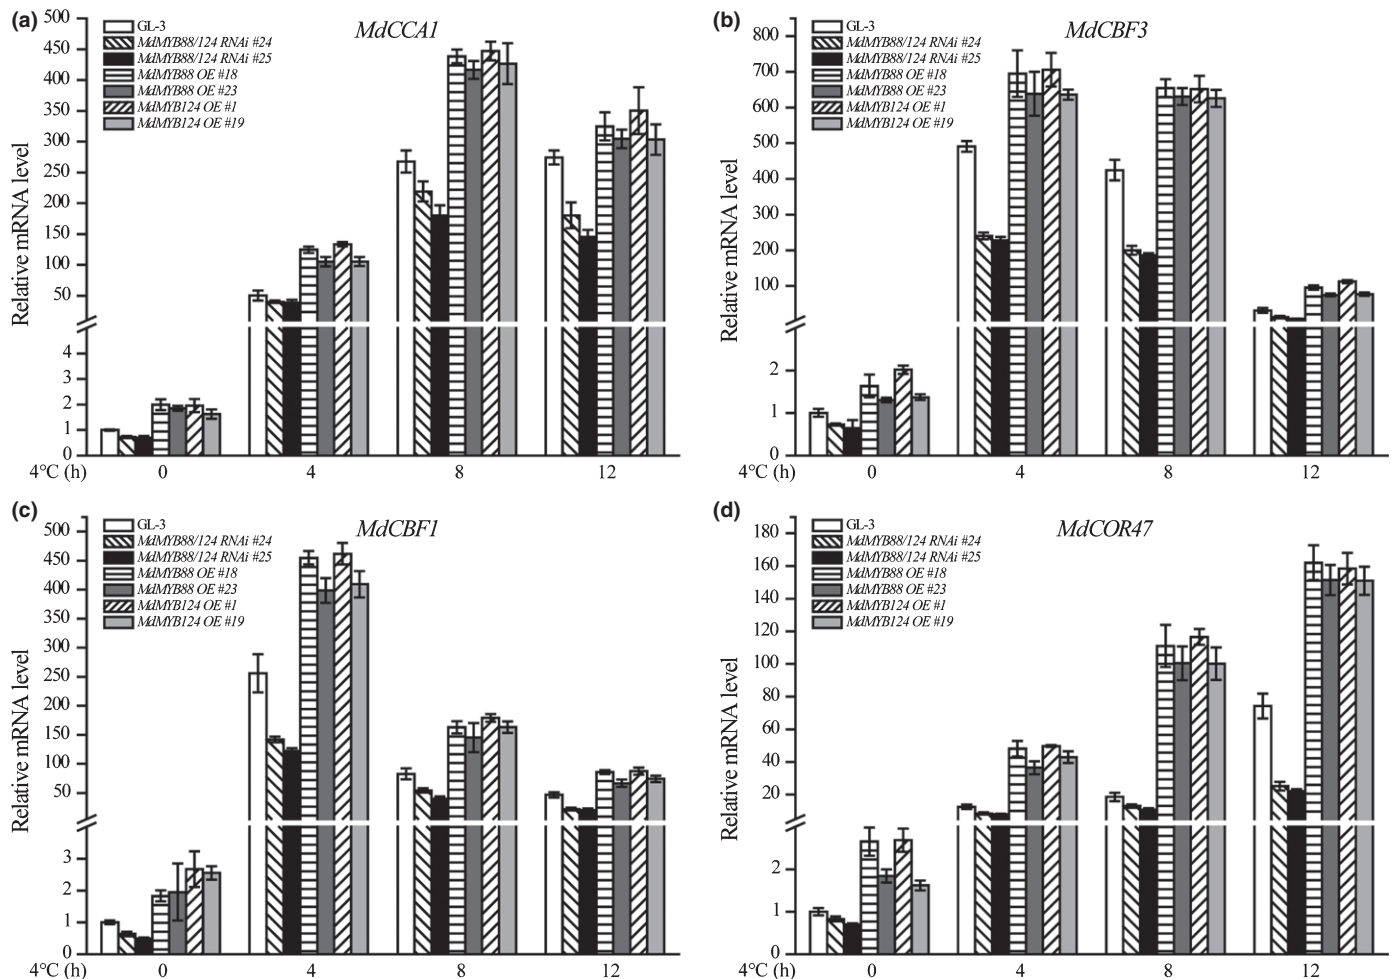 (a)
MdCCA1
GL-3
MdMYB88/124 RNAi #24
MdMYB88/124 RNAi #25
MdMYB88 OE #18
MdMYB88 OE #23
MdMYB124 OE #1
MdMYB124 OE #19
Relative mRNA level
500
450
400
350
300
250
200
150
100
50
4
3
2
1
0
4°C (h)
0
4
8
12
(b)
MdCBF3
GL-3
MdMYB88/124 RNAi #24
MdMYB88/124 RNAi #25
MdMYB88 OE #18
MdMYB88 OE #23
MdMYB124 OE #1
MdMYB124 OE #19
Relative mRNA level
800
700
600
500
400
300
200
100
2
1
0
4°C (h)
0
4
8
12
(c)
MdCBF1
GL-3
MdMYB88/124 RNAi #24
MdMYB88/124 RNAi #25
MdMYB88 OE #18
MdMYB88 OE #23
MdMYB124 OE #1
MdMYB124 OE #19
Relative mRNA level
500
450
400
350
300
250
200
150
100
50
3
2
1
0
4°C (h)
0
4
8
12
(d)
MdCOR47
GL-3
MdMYB88/124 RNAi #24
MdMYB88/124 RNAi #25
MdMYB88 OE #18
MdMYB88 OE #23
MdMYB124 OE #1
MdMYB124 OE #19
Relative mRNA level
180
160
140
120
100
80
60
40
20
2
1
0
4°C (h)
0
4
8
12